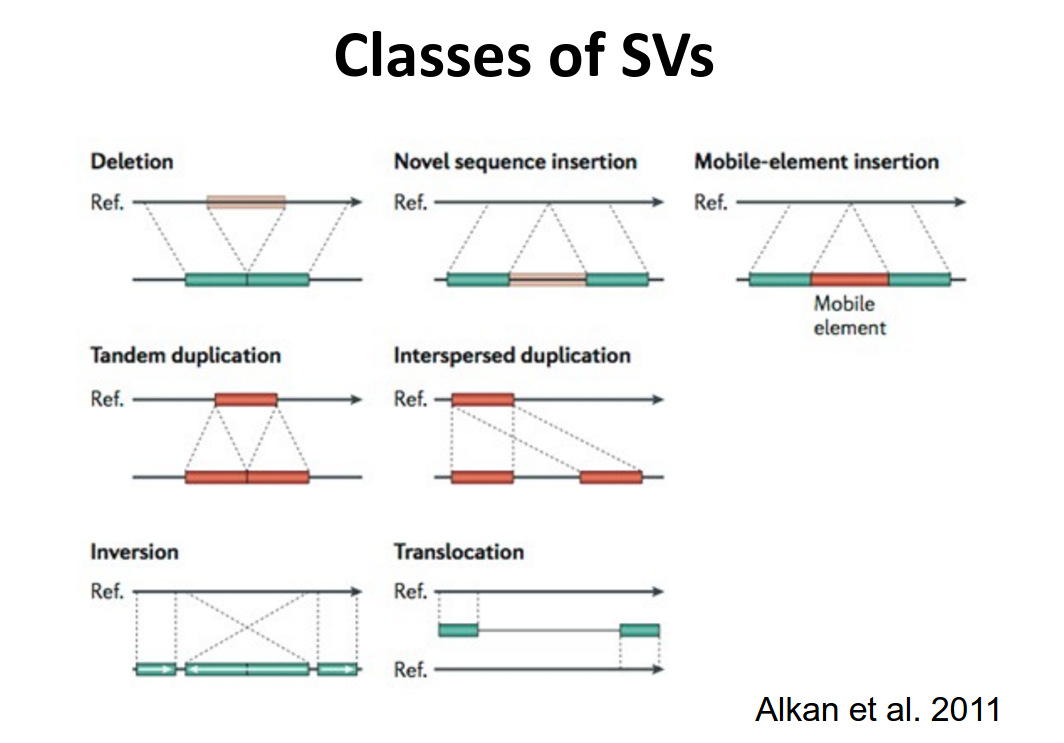 Classes of SVs
Deletion
Ref.
Novel sequence insertion
Ref.
Mobile-element insertion
Ref.
Mobile
element
Tandem duplication
Ref.
Interspersed duplication
Ref.
Inversion
Ref.
Translocation
Ref.
Ref.
Alkan et al. 2011